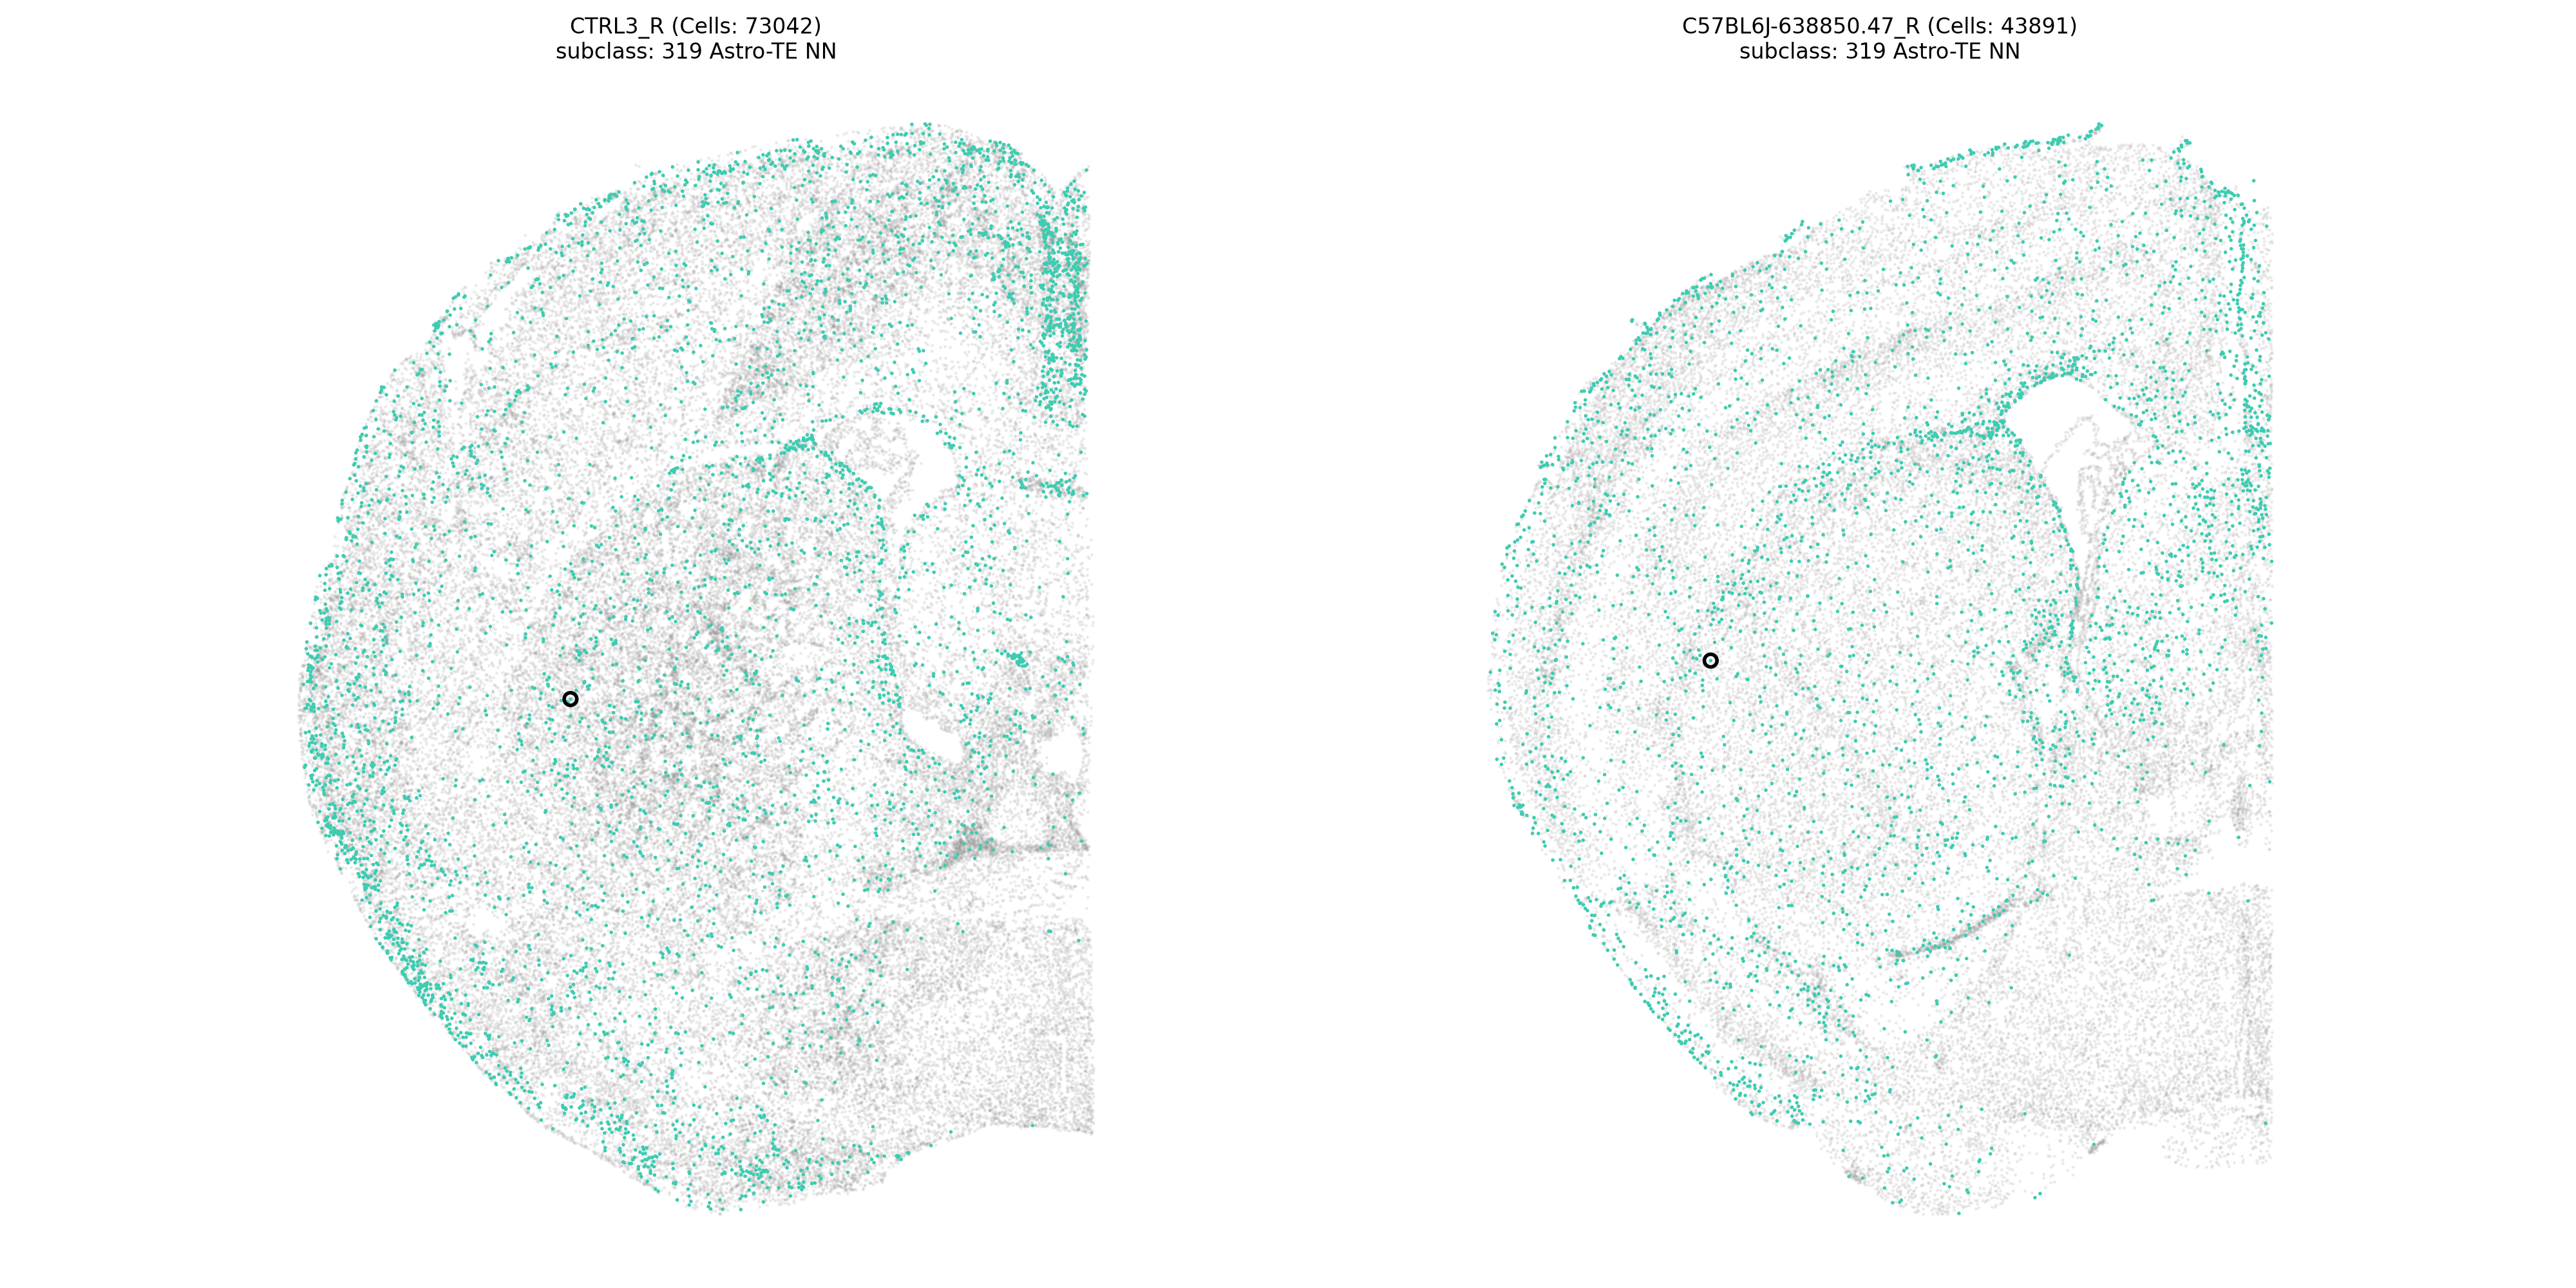 CTRL3_R (Cells: 73042)
subclass: 319 Astro-TE NN
C57BL6J-638850.47_R (Cells: 43891)
subclass: 319 Astro-TE NN